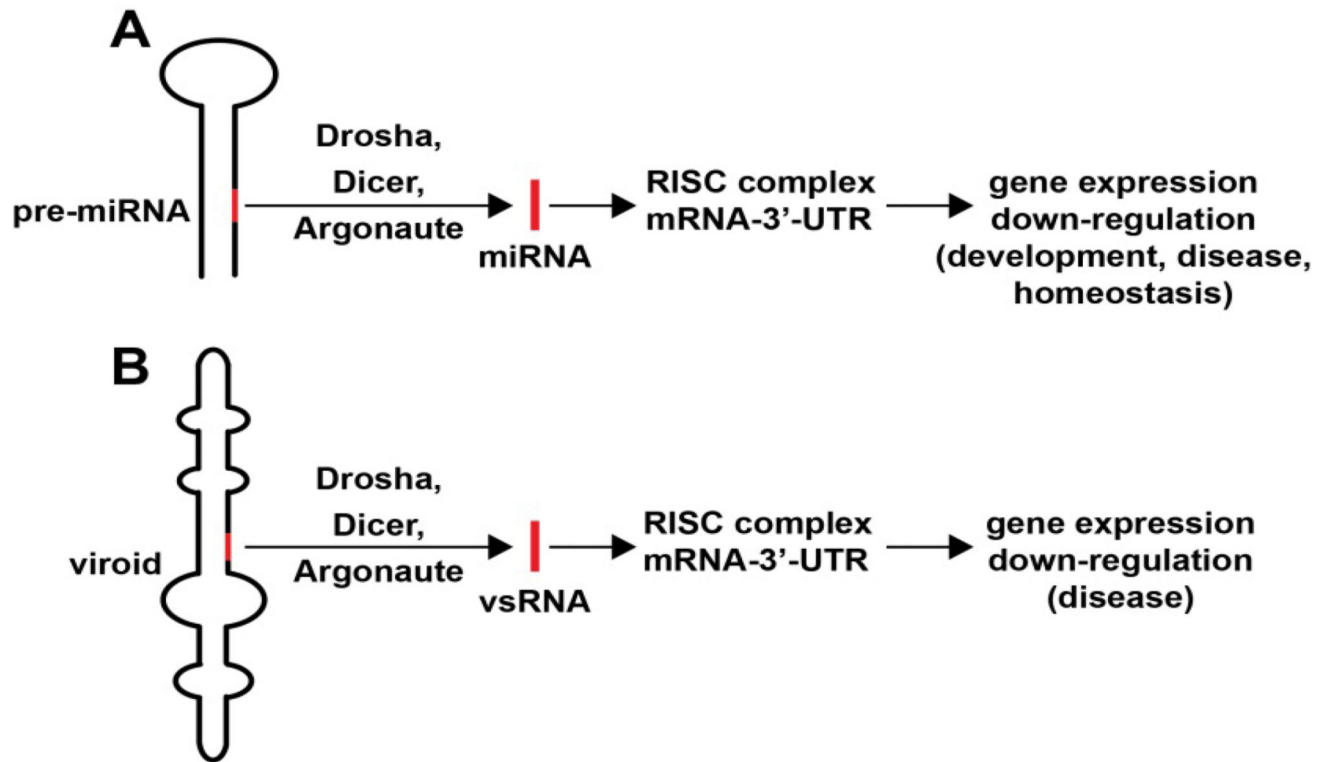 A
Drosha,
Dicer,
Argonaute
pre-miRNA
miRNA
RISC complex
mRNA-3’-UTR
gene expression
down-regulation
(development, disease,
homeostasis)
B
Drosha,
Dicer,
Argonaute
viroid
vsRNA
RISC complex
mRNA-3’-UTR
gene expression
down-regulation
(disease)